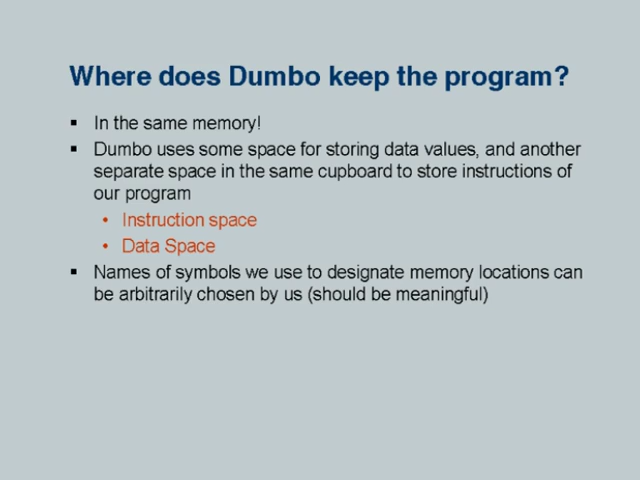 Where does Dumbo keep the program?
▪ In the same memory!
▪ Dumbo uses some space for storing data values, and another
separate space in the same cupboard to store instructions of
our program
• Instruction space
• Data Space
▪ Names of symbols we use to designate memory locations can
be arbitrarily chosen by us (should be meaningful)